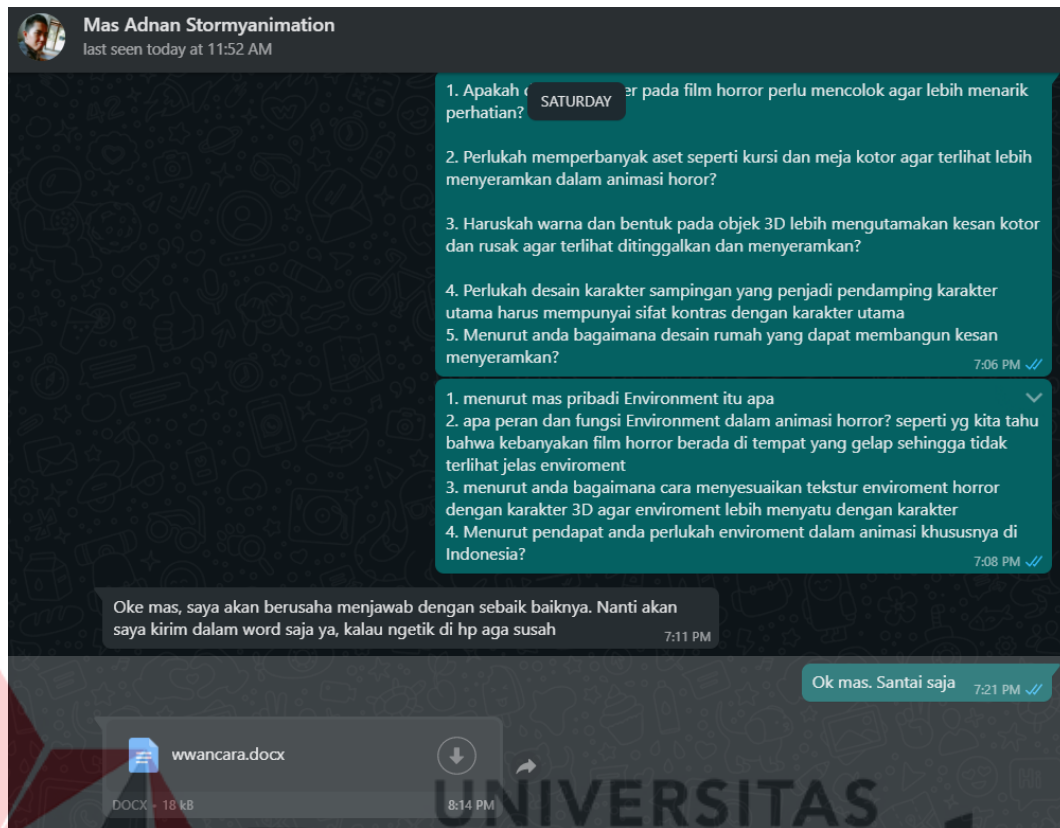 Mas Adnan Stormyanimation
last seen today at 11:52 AM
SATURDAY
1. Apakah er pada film horror perlu mencolok agar lebih menarik
perhatian?
2. Perlukah memperbanyak aset seperti kursi dan meja kotor agar terlihat lebih
menyeramkan dalam animasi horor?
3. Haruskah warna dan bentuk pada objek 3D lebih mengutamakan kesan kotor
dan rusak agar terlihat ditinggalkan dan menyeramkan?
4. Perlukah desain karakter sampingan yang penjadi pendamping karakter
utama harus mempunyai sifat kontras dengan karakter utama
5. Menurut anda bagaimana desain rumah yang dapat membangun kesan
menyeramkan?
7:06 PM
1. menurut mas pribadi Environment itu apa
2. apa peran dan fungsi Environment dalam animasi horror? seperti yg kita tahu
bahwa kebanyakan film horror berada di tempat yang gelap sehingga tidak
terlihat jelas enviroment
3. menurut anda bagaimana cara menyesuaikan tekstur enviroment horror
dengan karakter 3D agar enviroment lebih menyatu dengan karakter
4. Menurut pendapat anda perlukah enviroment dalam animasi khususnya di
Indonesia?
7:08 PM
Oke mas, saya akan berusaha menjawab dengan sebaik baiknya. Nanti akan
saya kirim dalam word saja ya, kalau ngetik di hp aga susah
7:11 PM
Ok mas. Santai saja
7:21 PM
wwancara.docx
DOCX • 18 kB
8:14 PM
UNIVERSITAS